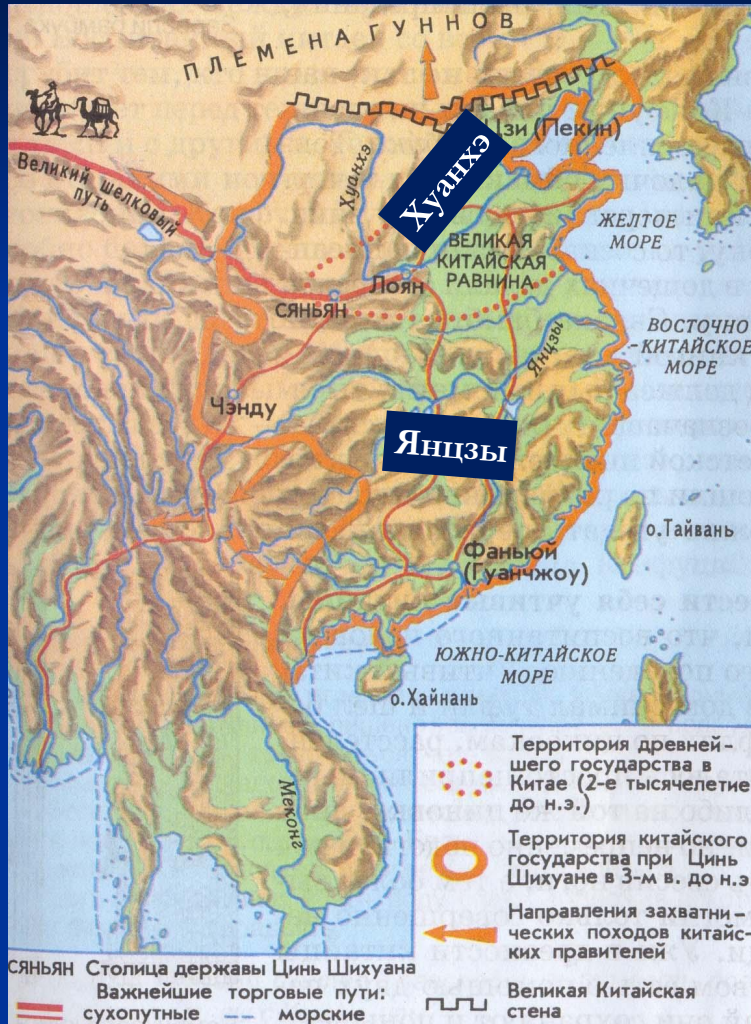 ПЛЕМЕНА ГУННОВ
Цзи (Пекин)
Хуанхэ
Хуанхэ
Великий шелковый
путь
ЖЕЛТОЕ
МОРЕ
ВЕЛИКАЯ
КИТАЙСКАЯ
РАВНИНА
Лоян
СЯНЬЯН
ВОСТОЧНО
-КИТАЙСКОЕ
МОРЕ
Янцзы
Чэнду
Янцзы
о.Тайвань
Фаньюй
(Гуанчжоу)
ЮЖНО-КИТАЙСКОЕ
МОРЕ
о.Хайнань
Меконг
Территория древней-
шего государства в
Китае (2-е тысячелетие
до н.э.)
Территория китайского
государства при Цинь
Шихуане в 3-м в. до н.э
Направления захватни-
ческих походов китайс-
ких правителей
СЯНЬЯН Столица державы Цинь Шихуана
Важнейшие торговые пути:
сухопутные морские
Великая Китайская
стена